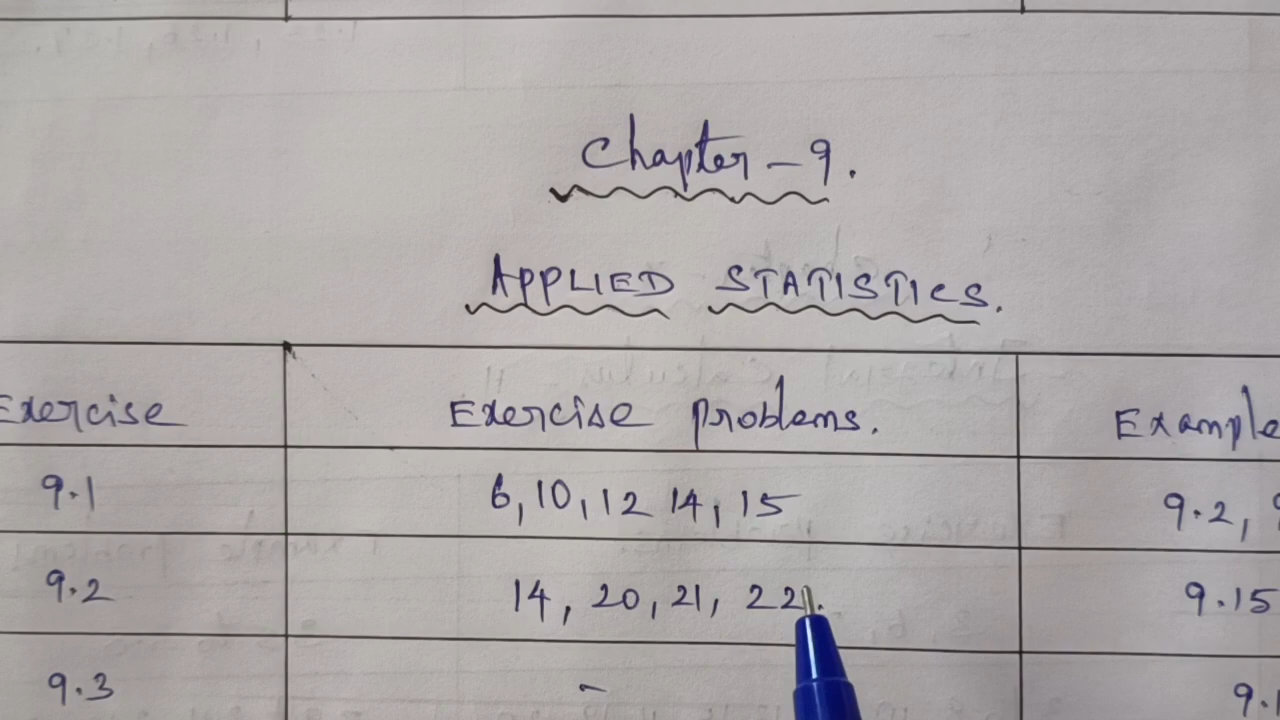 Chapter - 9.
APPLIED STATISTICS.
Exercise Exercise problems. Example
9.1 6, 10, 12 14, 15 9.2,
9.2 14, 20, 21, 22. 9.15
9.3 -